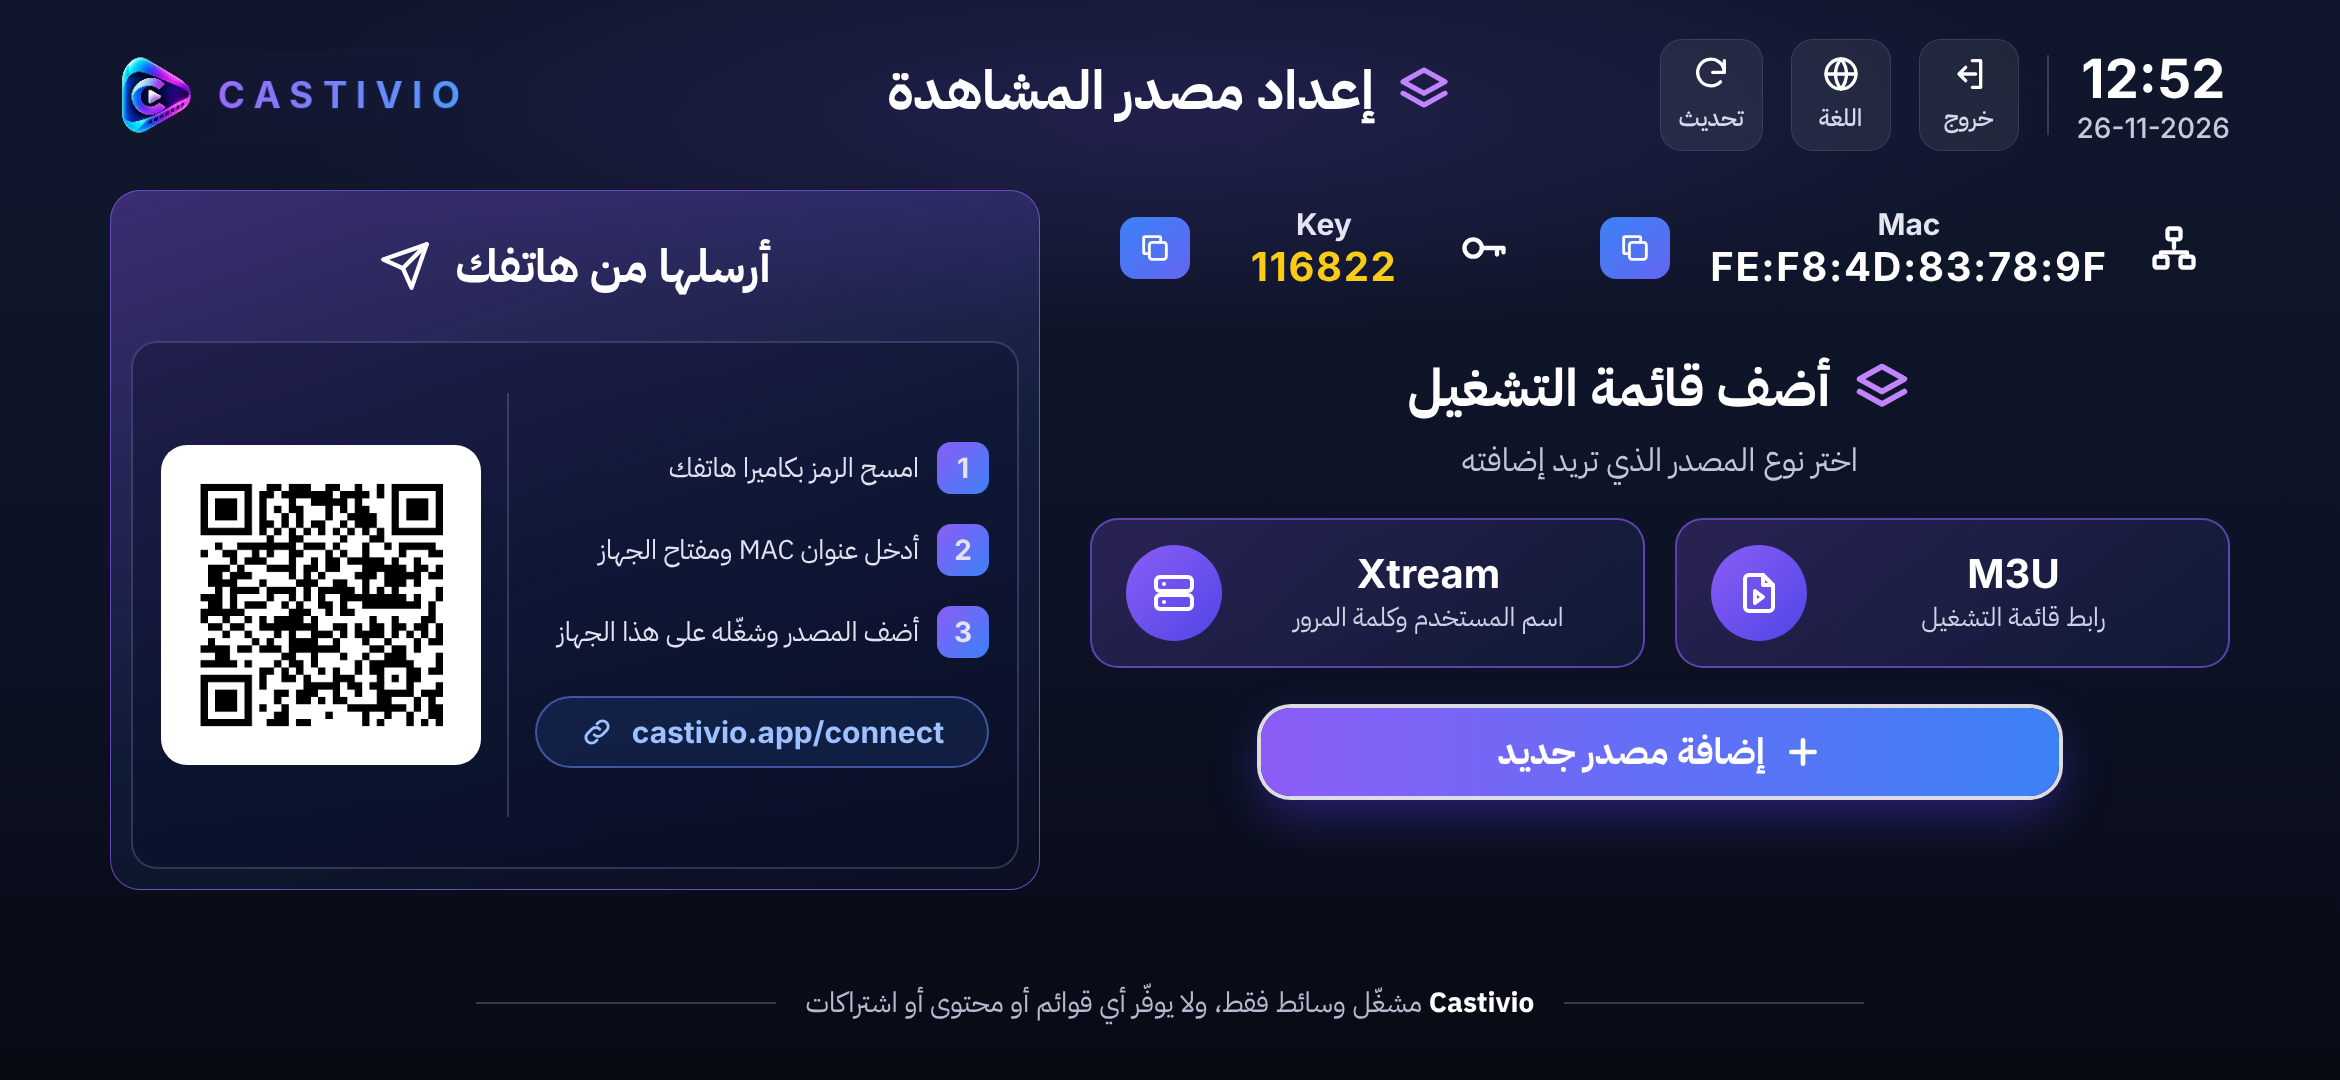 12:52
26-11-2026
خروج
اللغة
تحديث
إعداد مصدر المشاهدة
CASTIVIO
Mac
FE:F8:4D:83:78:9F
Key
116822
أضف قائمة التشغيل
اختر نوع المصدر الذي تريد إضافته
M3U
رابط قائمة التشغيل
Xtream
اسم المستخدم وكلمة المرور
إضافة مصدر جديد
أرسلها من هاتفك
1 امسح الرمز بكاميرا هاتفك
2 أدخل عنوان MAC ومفتاح الجهاز
3 أضف المصدر وشغّله على هذا الجهاز
castivio.app/connect
Castivio مشغّل وسائط فقط، ولا يوفّر أي قوائم أو محتوى أو اشتراكات